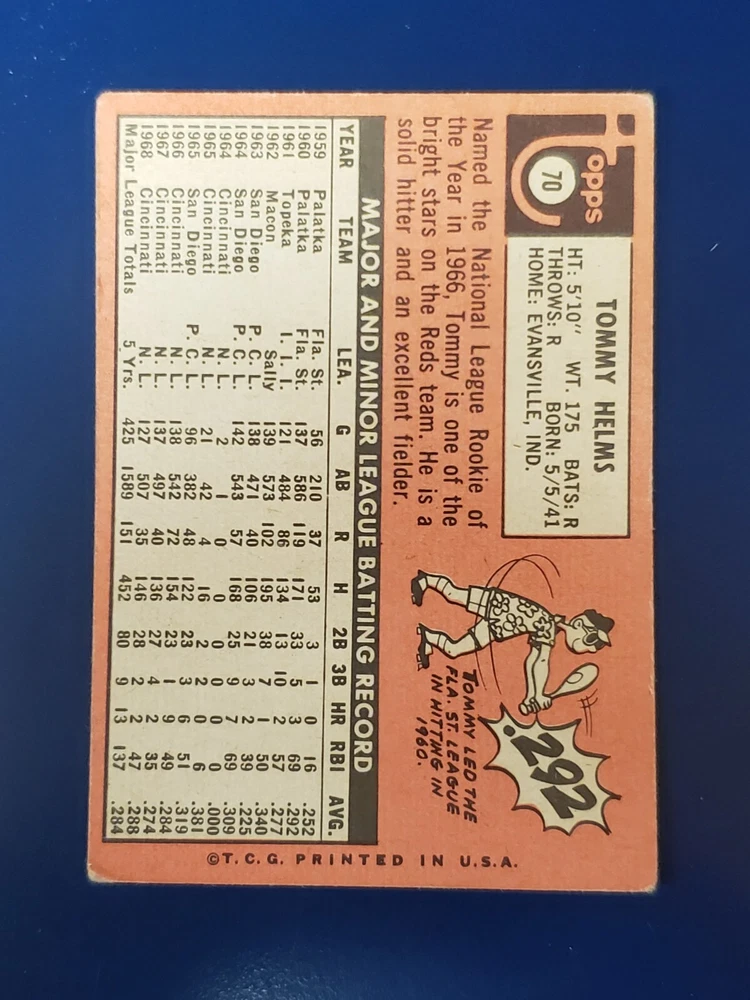 Topps
70
TOMMY HELMS
HT: 5'10" WT. 175 BATS: R
THROWS: R BORN: 5/5/41
HOME: EVANSVILLE, IND.
Named the National League Rookie of
the Year in 1966, Tommy is one of the
bright stars on the Reds team. He is a
solid hitter and an excellent fielder.
.292
TOMMY LED THE
FLA. ST. LEAGUE
IN HITTING IN
1960.
MAJOR AND MINOR LEAGUE BATTING RECORD
YEAR TEAM LEA. G AB R H 2B 3B HR RBI AVG.
1959 Palatka Fla. St. 56 210 37 53 3 1 0 16 .252
1960 Palatka Fla. St. 137 586 119 171 33 5 3 69 .292
1961 Topeka I. I. I. 121 484 86 134 13 10 2 57 .277
1962 Macon Sally 139 573 102 195 38 7 1 50 .340
1963 San Diego P. C. L. 138 471 40 106 21 3 3 39 .225
1964 San Diego P. C. L. 142 543 57 168 25 9 7 69 .309
1964 Cincinnati N. L. 2 1 0 0 0 0 0 0 .000
1965 Cincinnati N. L. 21 42 4 16 2 2 0 6 .381
1965 San Diego P. C. L. 96 382 48 122 23 6 3 51 .319
1966 Cincinnati N. L. 138 542 72 154 23 1 9 49 .284
1967 Cincinnati N. L. 137 497 40 136 27 4 2 35 .274
1968 Cincinnati N. L. 127 507 35 146 28 2 2 47 .288
Major League Totals 5 Yrs. 425 1589 151 452 80 9 13 137 .284
©T.C.G. PRINTED IN U.S.A.